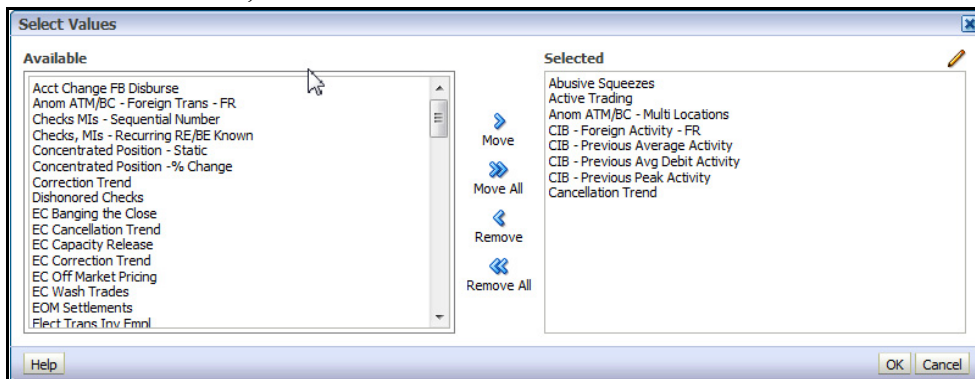 Select Values
Available
Acct Change FB Disburse
Anom ATM/BC - Foreign Trans - FR
Checks MIs - Sequential Number
Checks, MIs - Recurring RE/BE Known
Concentrated Position - Static
Concentrated Position -% Change
Correction Trend
Dishonored Checks
EC Banging the Close
EC Cancellation Trend
EC Capacity Release
EC Correction Trend
EC Off Market Pricing
EC Wash Trades
EOM Settlements
Elect Trans Inv Empl
Move
Move All
Remove
Remove All
Selected
Abusive Squeezes
Active Trading
Anom ATM/BC - Multi Locations
CIB - Foreign Activity - FR
CIB - Previous Average Activity
CIB - Previous Avg Debit Activity
CIB - Previous Peak Activity
Cancellation Trend
Help
OK
Cancel